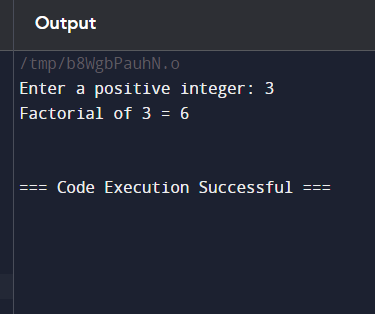 Output
/tmp/b8WgbPauhN.o
Enter a positive integer: 3
Factorial of 3 = 6
=== Code Execution Successful ===